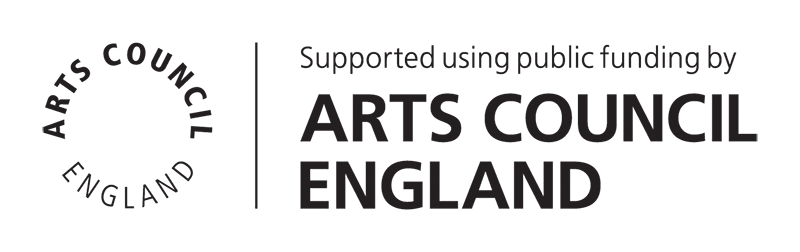 ARTS COUNCIL
ENGLAND
Supported using public funding by
ARTS COUNCIL
ENGLAND